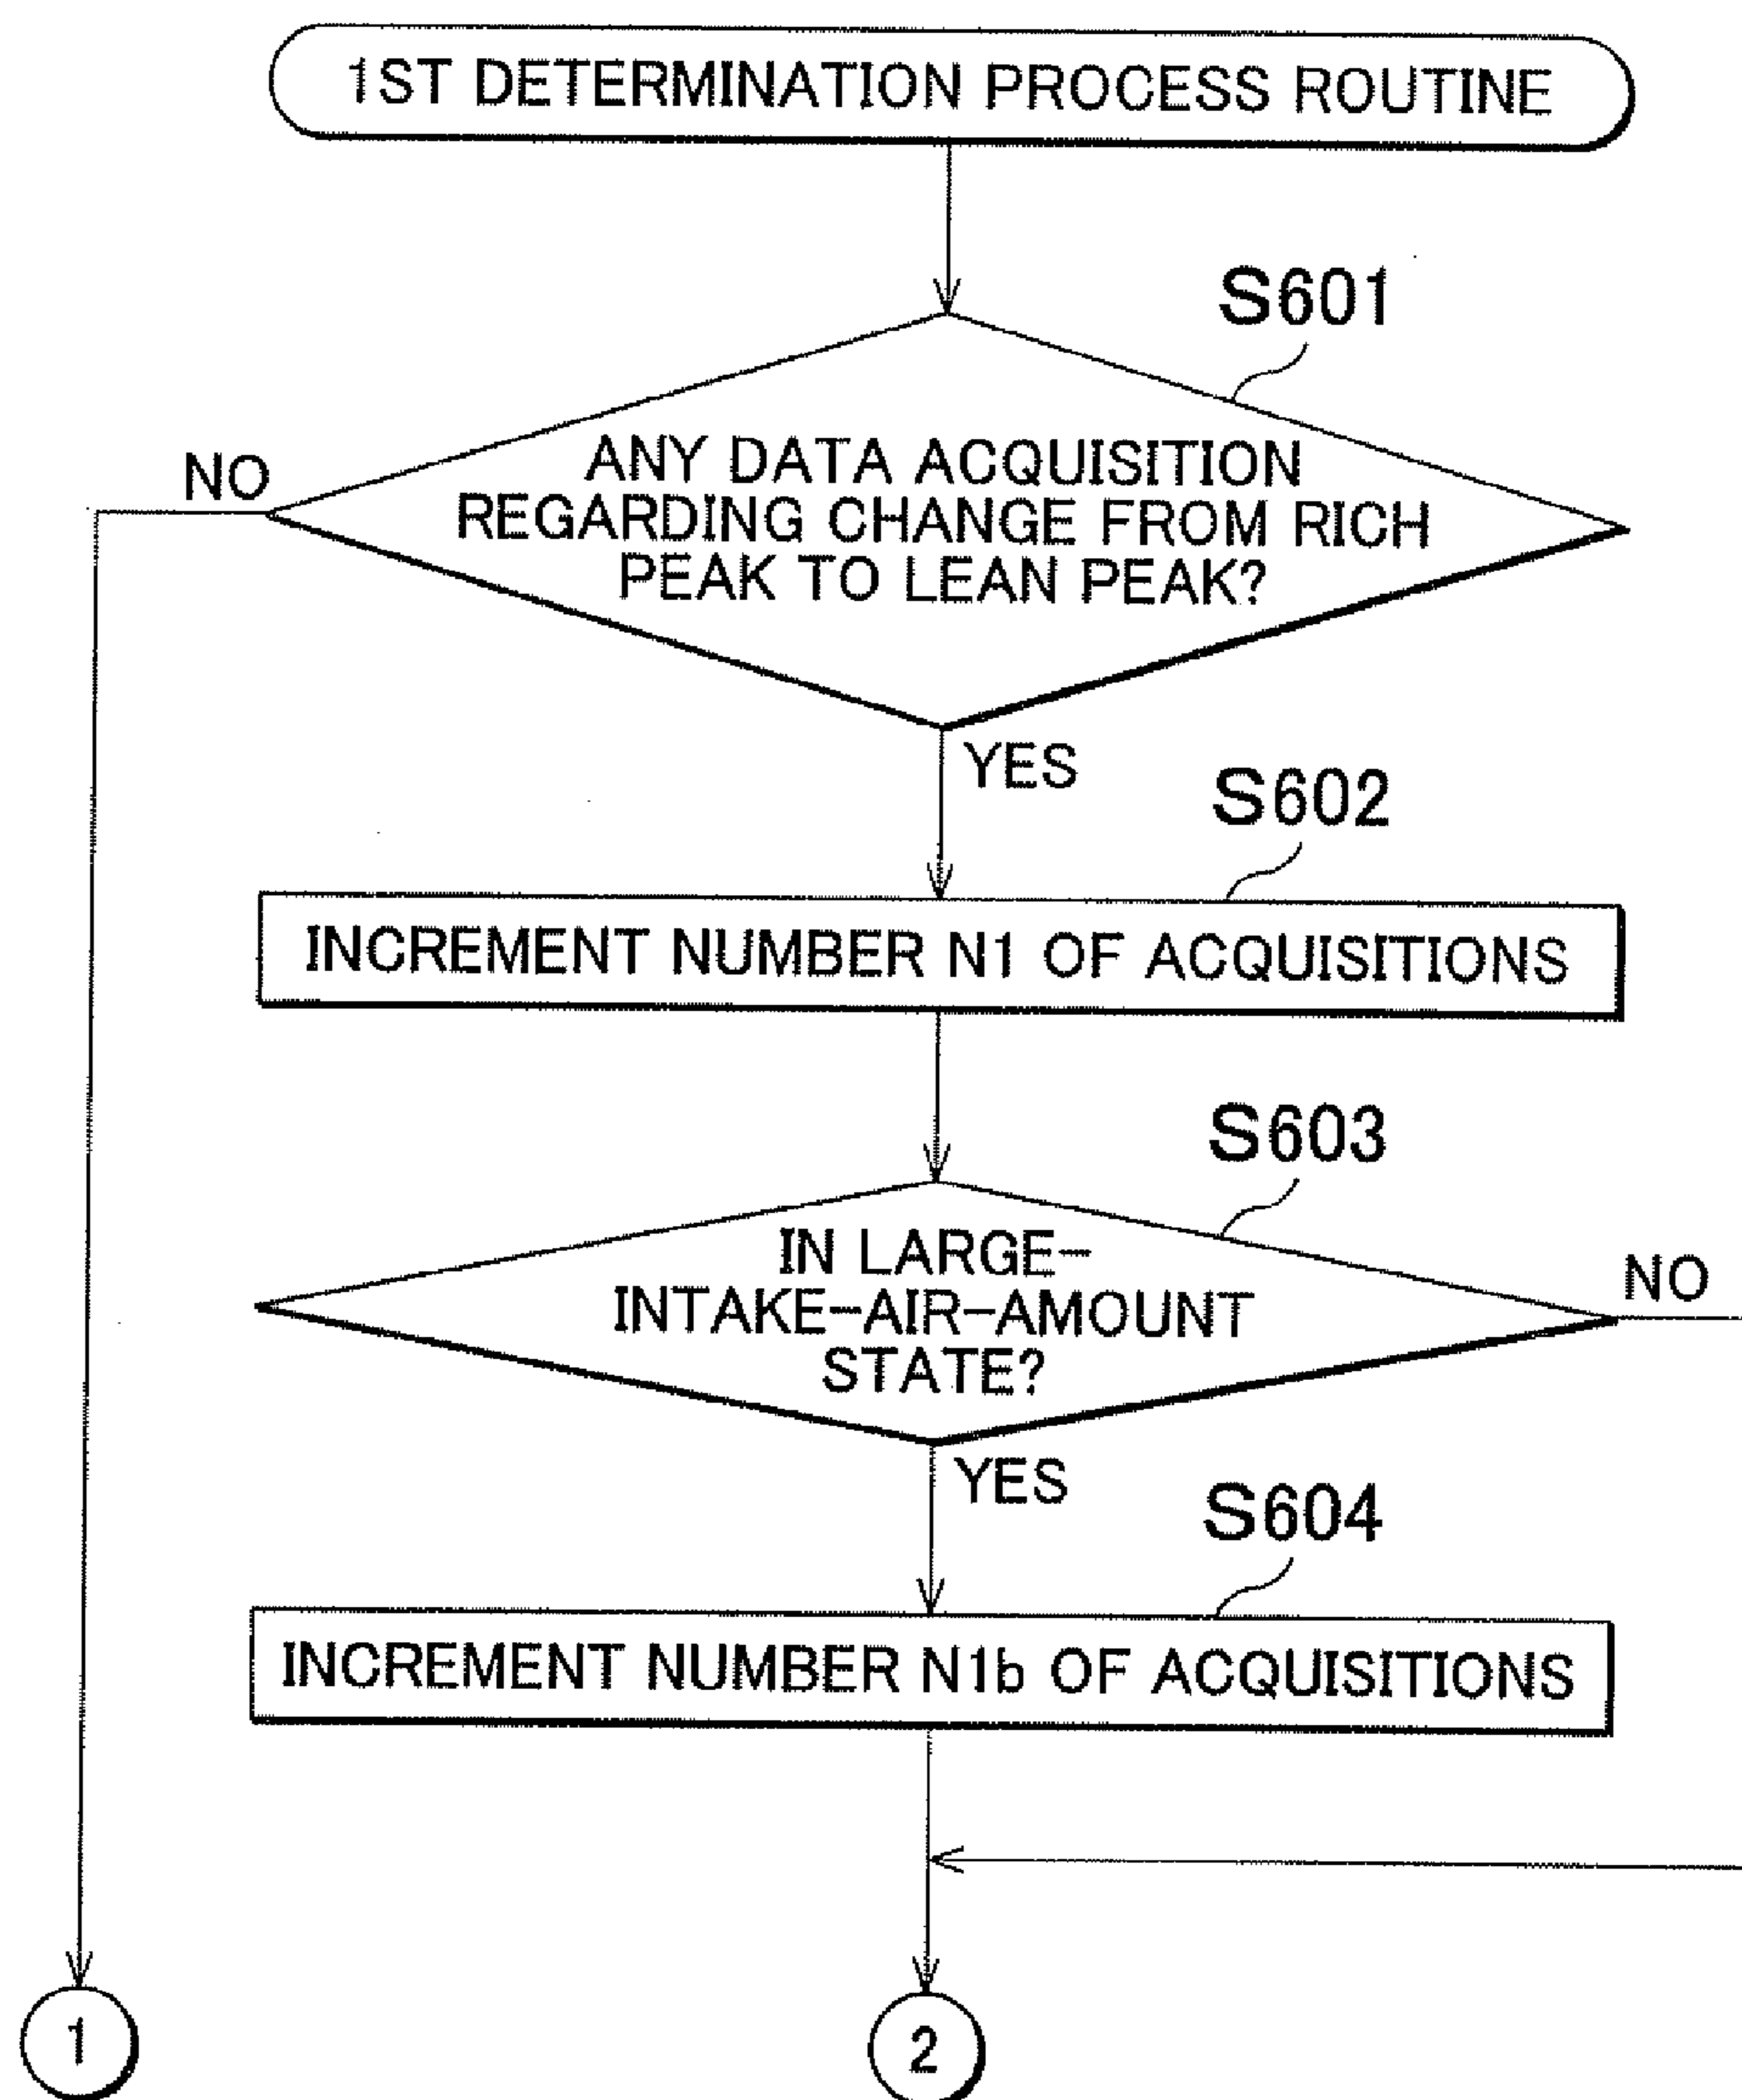 1ST DETERMINATION PROCESS ROUTINE
S601
NO
ANY DATA ACQUISITION
REGARDING CHANGE FROM RICH
PEAK TO LEAN PEAK?
YES
S602
INCREMENT NUMBER N1 OF ACQUISITIONS
S603
IN LARGE-
INTAKE-AIR-AMOUNT
STATE?
NO
YES
S604
INCREMENT NUMBER N1b OF ACQUISITIONS
1
2